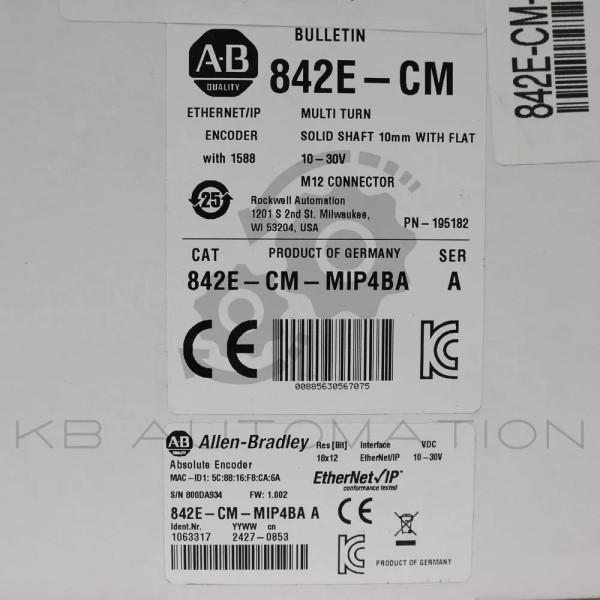 BULLETIN
A-B
QUALITY
842E-CM
842E-CM-
ETHERNET/IP
ENCODER
with 1588
MULTI TURN
SOLID SHAFT 10mm WITH FLAT
10-30V
M12 CONNECTOR
25
Rockwell Automation
1201 S 2nd St. Milwaukee,
WI 53204, USA
PN-195182
CAT
PRODUCT OF GERMANY
SER
842E-CM-MIP4BA
A
CE
00885630567075
KB AUTOMATION
AB Allen-Bradley
Absolute Encoder
Res [Bit] Interface VDC
18x12 EtherNet/IP 10-30V
MAC-ID1: 5C:88:16:F8:CA:6A
EtherNet/IP
conformance tested
S/N 800DA934 FW: 1.002
842E-CM-MIP4BA A
Ident.Nr. YYWW cn
1063317 2427-0853
CE
PRODUCT OF GERMANY